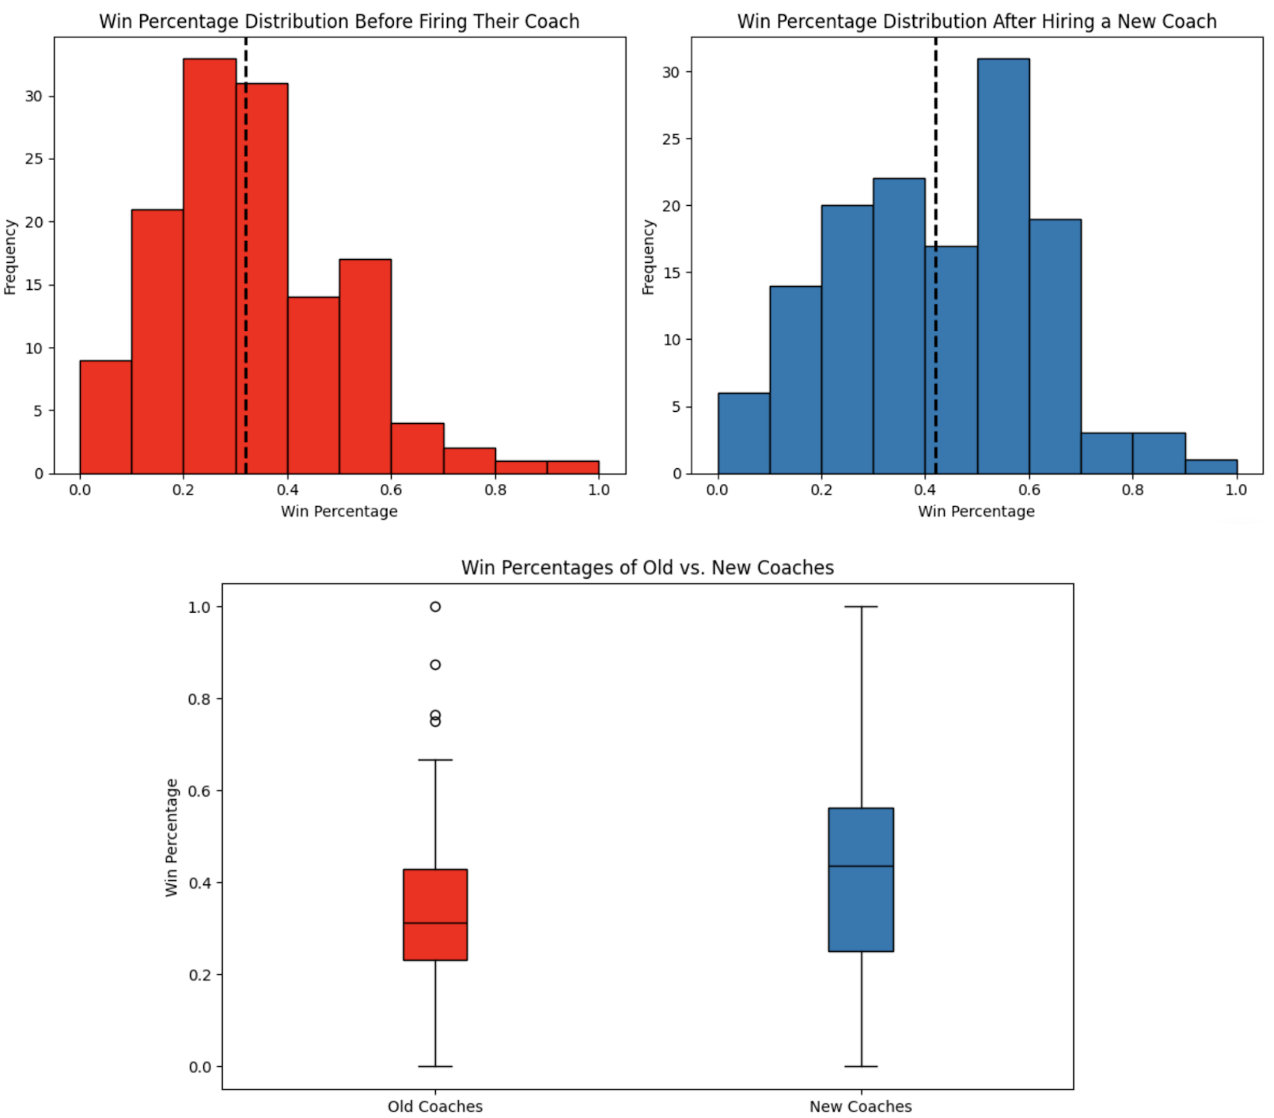 Win Percentage Distribution Before Firing Their Coach
Frequency
30
25
20
15
10
5
0
0.0 0.2 0.4 0.6 0.8 1.0
Win Percentage
Win Percentage Distribution After Hiring a New Coach
Frequency
30
25
20
15
10
5
0
0.0 0.2 0.4 0.6 0.8 1.0
Win Percentage
Win Percentages of Old vs. New Coaches
Win Percentage
1.0
0.8
0.6
0.4
0.2
0.0
Old Coaches New Coaches